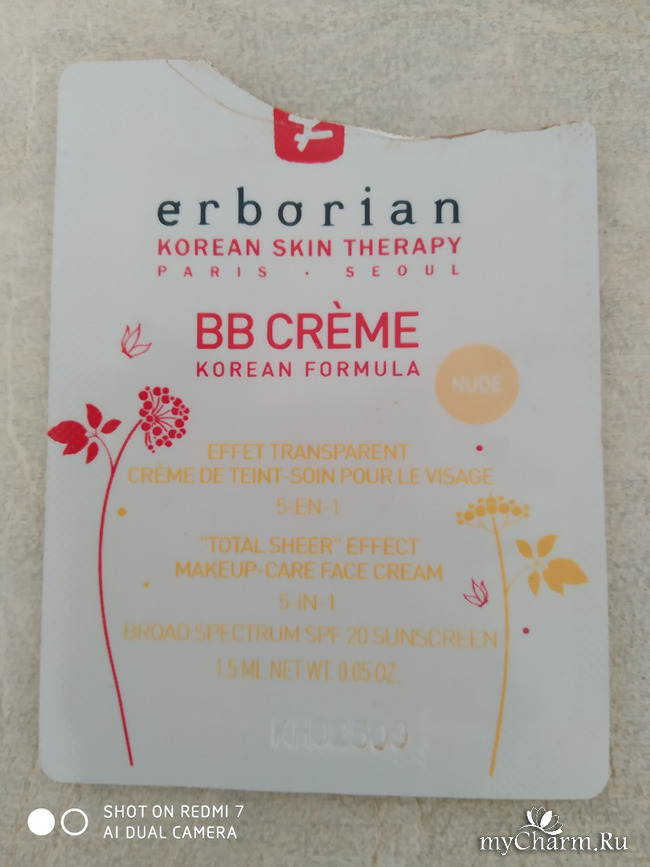 erborian
KOREAN SKIN THERAPY
PARIS · SEOUL
BB CRÈME
KOREAN FORMULA
NUDE
EFFET TRANSPARENT
CRÈME DE TEINT-SOIN POUR LE VISAGE
5-EN-1
"TOTAL SHEER" EFFECT
MAKEUP-CARE FACE CREAM
5-IN-1
BROAD SPECTRUM SPF 20 SUNSCREEN
1.5 ML NET WT. 0.05 OZ.
SHOT ON REDMI 7
AI DUAL CAMERA
myCharm.Ru